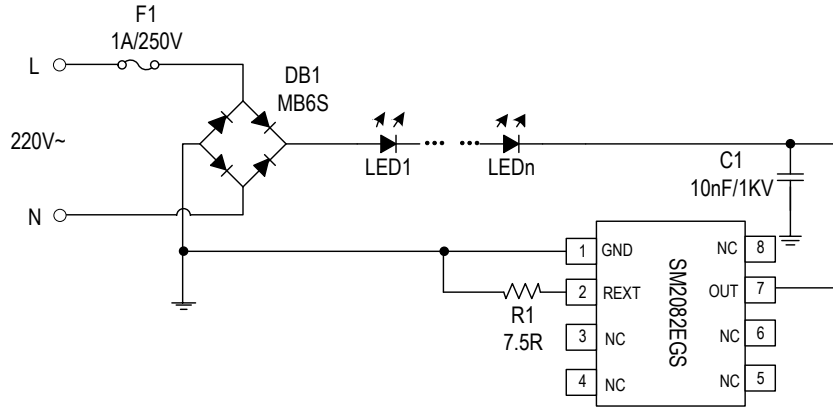 F1
1A/250V
L
DB1
MB6S
220V~
LED1
LEDn
C1
10nF/1KV
N
1 GND
NC 8
2 REXT
OUT 7
SM2082EGS
R1
7.5R
3 NC
NC 6
4 NC
NC 5